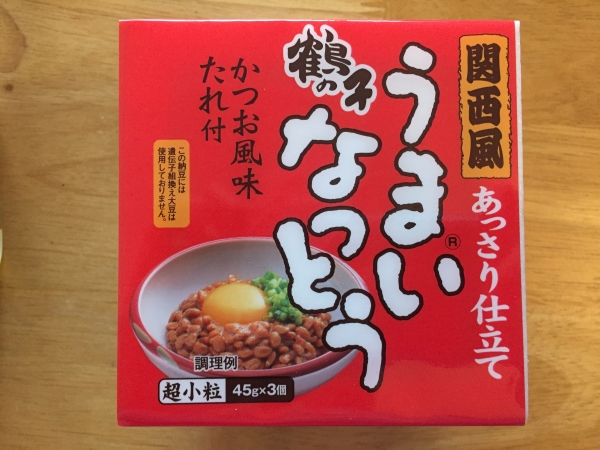 関西風
あっさり仕立て
鶴の子
うまい®
なっとう
かつお風味
たれ付
この納豆には
遺伝子組換え大豆は
使用しておりません。
調理例
超小粒
45g×3個